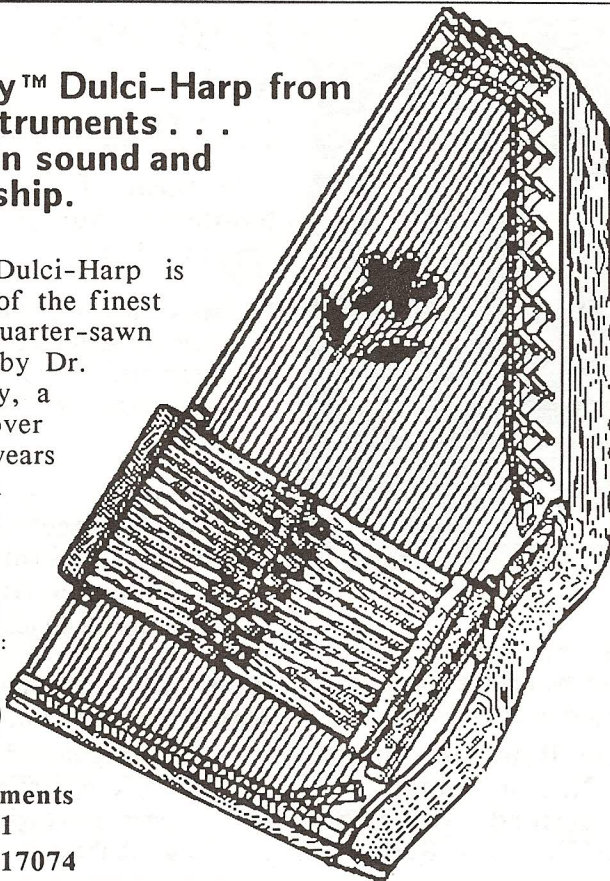 y™ Dulci-Harp from
struments . . .
n sound and
ship.
Dulci-Harp is
of the finest
uarter-sawn
by Dr.
y, a
over
years
:
)
ments
1
17074